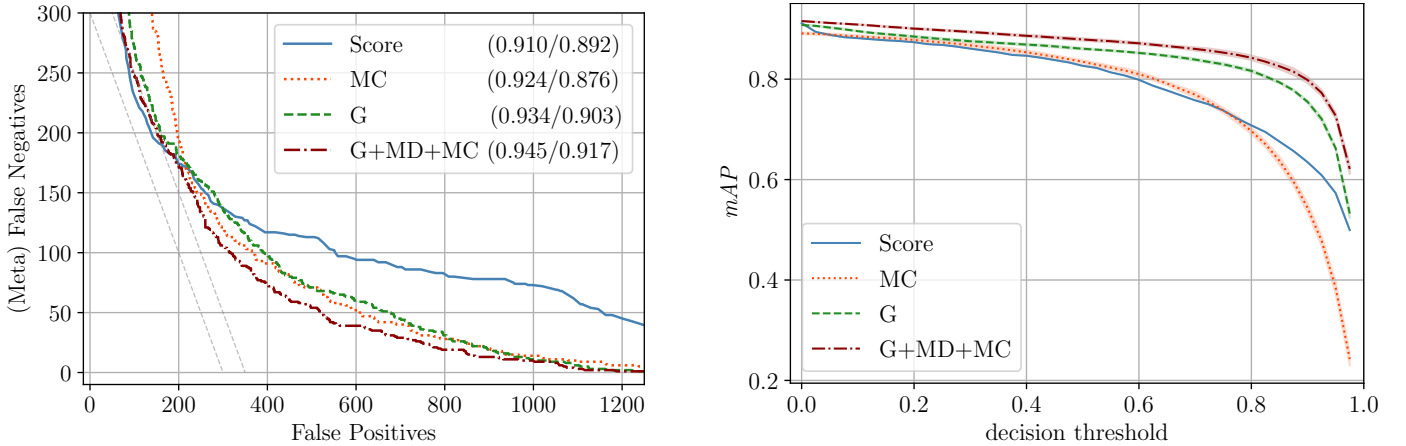 300
250
200
150
100
50
0
(Meta) False Negatives
Score (0.910/0.892)
MC (0.924/0.876)
G (0.934/0.903)
G+MD+MC (0.945/0.917)
0 200 400 600 800 1000 1200
False Positives
0.8
0.6
0.4
0.2
mAP
Score
MC
G
G+MD+MC
0.0 0.2 0.4 0.6 0.8 1.0
decision threshold